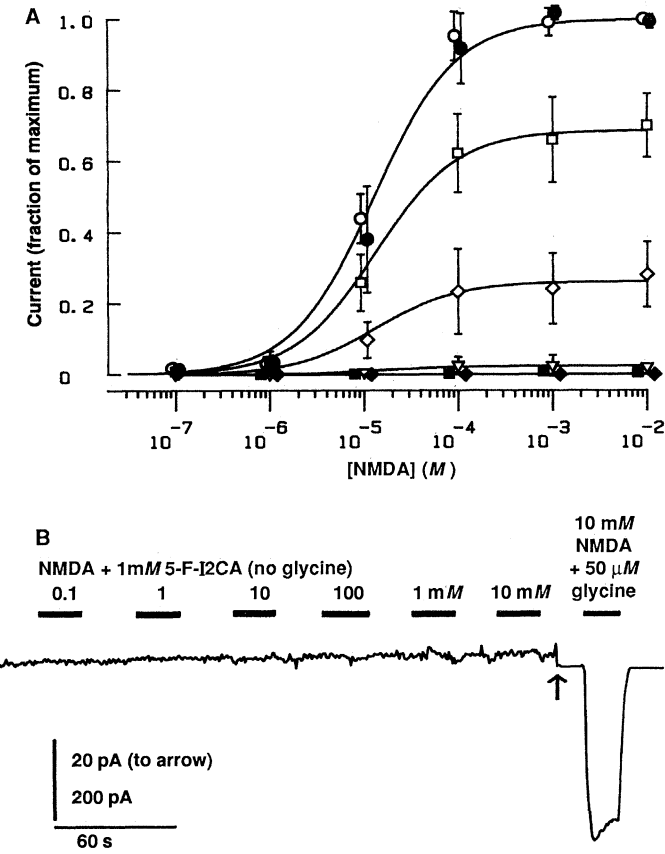 A
1.0
0.8
0.6
0.4
0.2
0
Current (fraction of maximum)
10⁻⁷ 10⁻⁶ 10⁻⁵ 10⁻⁴ 10⁻³ 10⁻²
[NMDA] (M)
B
NMDA + 1mM 5-F-I2CA (no glycine)
0.1 1 10 100 1 mM 10 mM
10 mM
NMDA
+ 50 μM
glycine
20 pA (to arrow)
200 pA
60 s